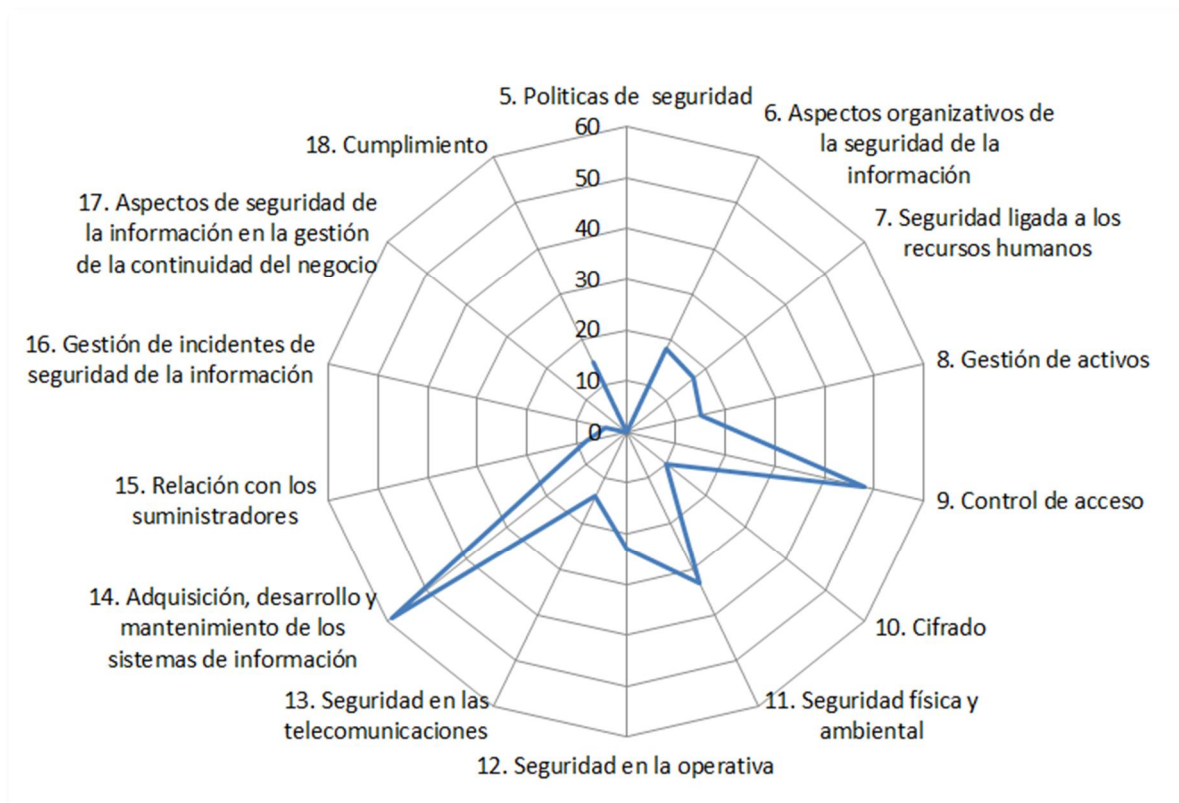 5. Politicas de  seguridad
6. Aspectos organizativos de
la seguridad de la
información
7. Seguridad ligada a los
recursos humanos
8. Gestión de activos
9. Control de acceso
10. Cifrado
11. Seguridad física y
ambiental
12. Seguridad en la operativa
13. Seguridad en las
telecomunicaciones
14. Adquisición, desarrollo y
mantenimiento de los
sistemas de información
15. Relación con los
suministradores
16. Gestión de incidentes de
seguridad de la información
17. Aspectos de seguridad de
la información en la gestión
de la continuidad del negocio
18. Cumplimiento
60
50
40
30
20
10
0